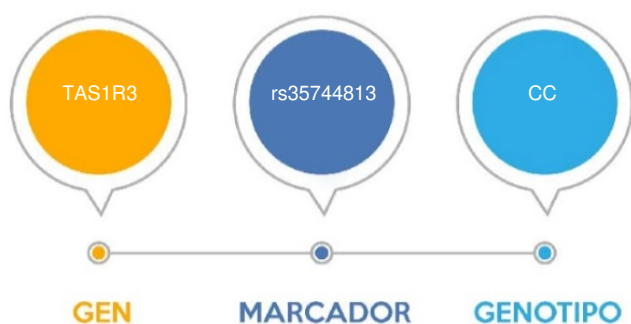 TAS1R3
rs35744813
CC
GEN
MARCADOR
GENOTIPO